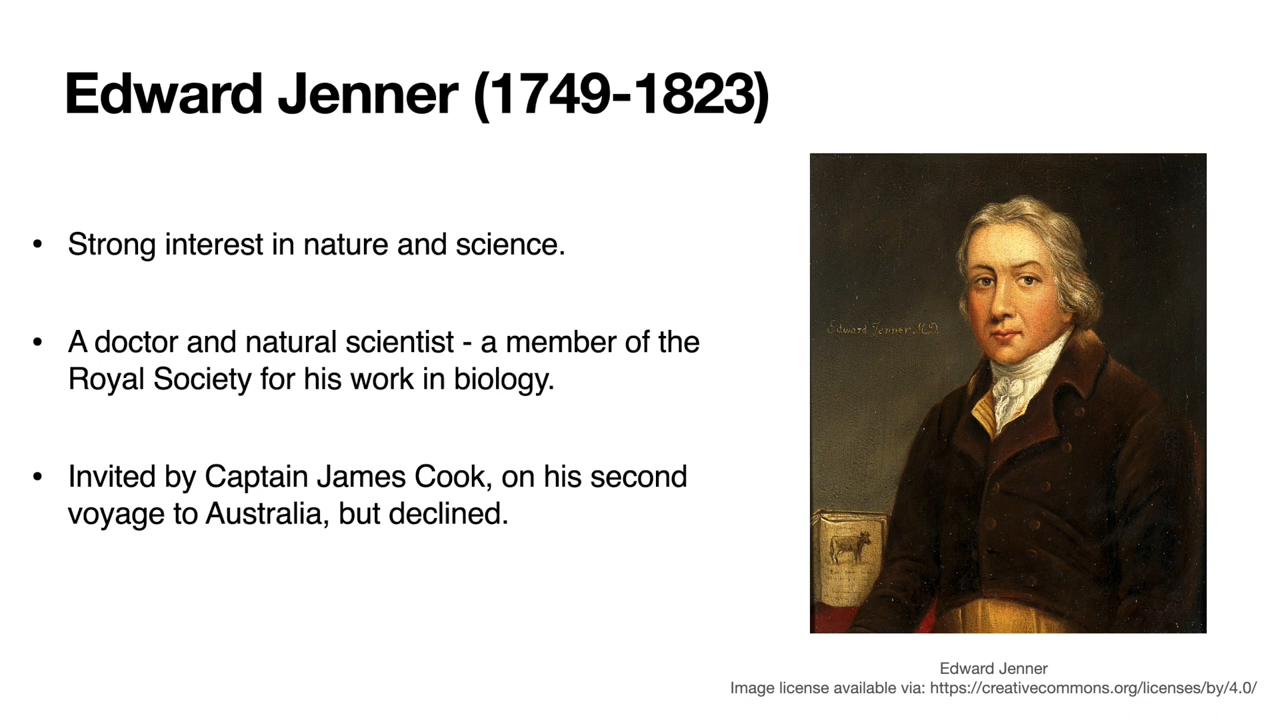 Edward Jenner (1749-1823)
• Strong interest in nature and science.
• A doctor and natural scientist - a member of the
Royal Society for his work in biology.
• Invited by Captain James Cook, on his second
voyage to Australia, but declined.
Edward Jenner M.D.
Edward Jenner
Image license available via: https://creativecommons.org/licenses/by/4.0/